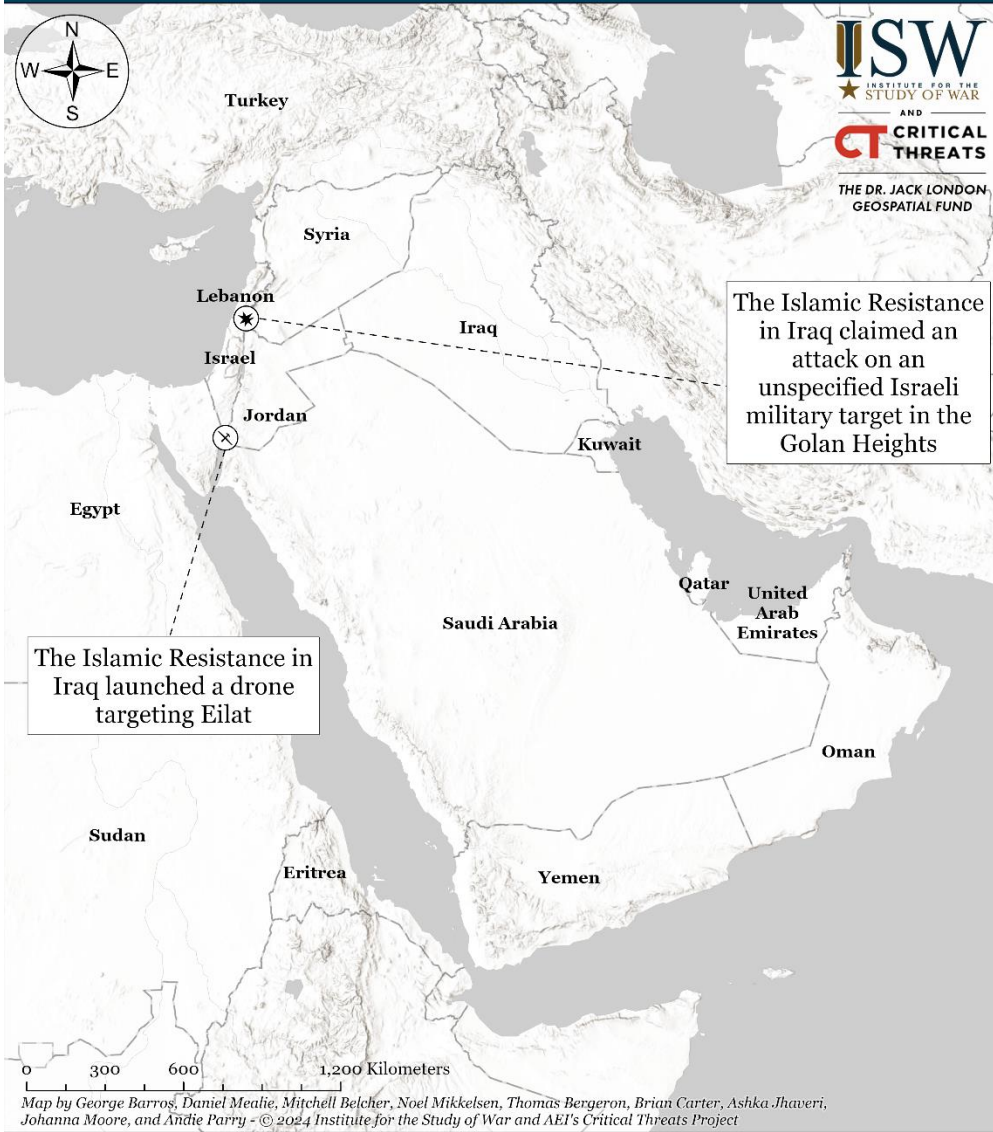 N
W
E
S
ISW
INSTITUTE FOR THE
STUDY OF WAR
AND
CT CRITICAL
THREATS
THE DR. JACK LONDON
GEOSPATIAL FUND
Turkey
Syria
Lebanon
Iraq
Israel
Jordan
Kuwait
The Islamic Resistance
in Iraq claimed an
attack on an
unspecified Israeli
military target in the
Golan Heights
Egypt
Qatar
United
Arab
Emirates
Saudi Arabia
The Islamic Resistance in
Iraq launched a drone
targeting Eilat
Oman
Sudan
Eritrea
Yemen
0 300 600 1,200 Kilometers
Map by George Barros, Daniel Mealie, Mitchell Belcher, Noel Mikkelsen, Thomas Bergeron, Brian Carter, Ashka Jhaveri,
Johanna Moore, and Andie Parry - © 2024 Institute for the Study of War and AEI's Critical Threats Project